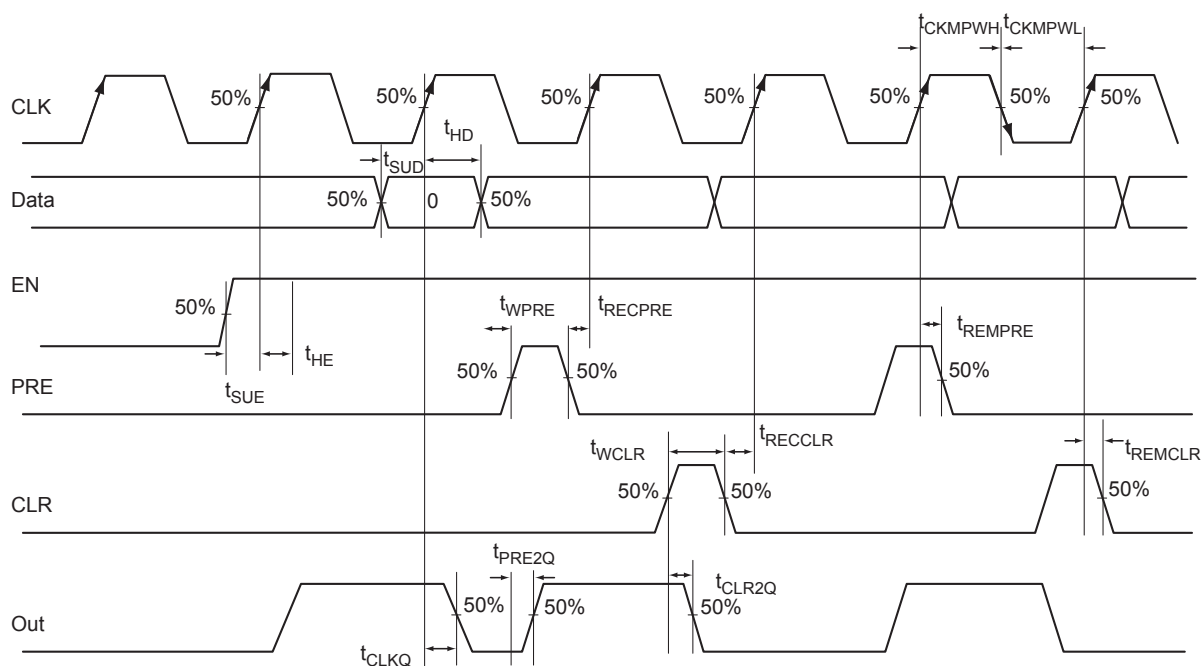 tCKMPWH tCKMPWL
CLK 50% 50% 50% 50% 50% 50% 50%
tHD
tSUD
Data 50% 0 50%
EN
50%
tWPRE tRECPRE
tREMPRE
tHE
tSUE
PRE 50% 50% 50%
tWCLR tRECCLR
tREMCLR
CLR 50% 50% 50%
tPRE2Q
tCLR2Q
Out 50% 50% 50%
tCLKQ